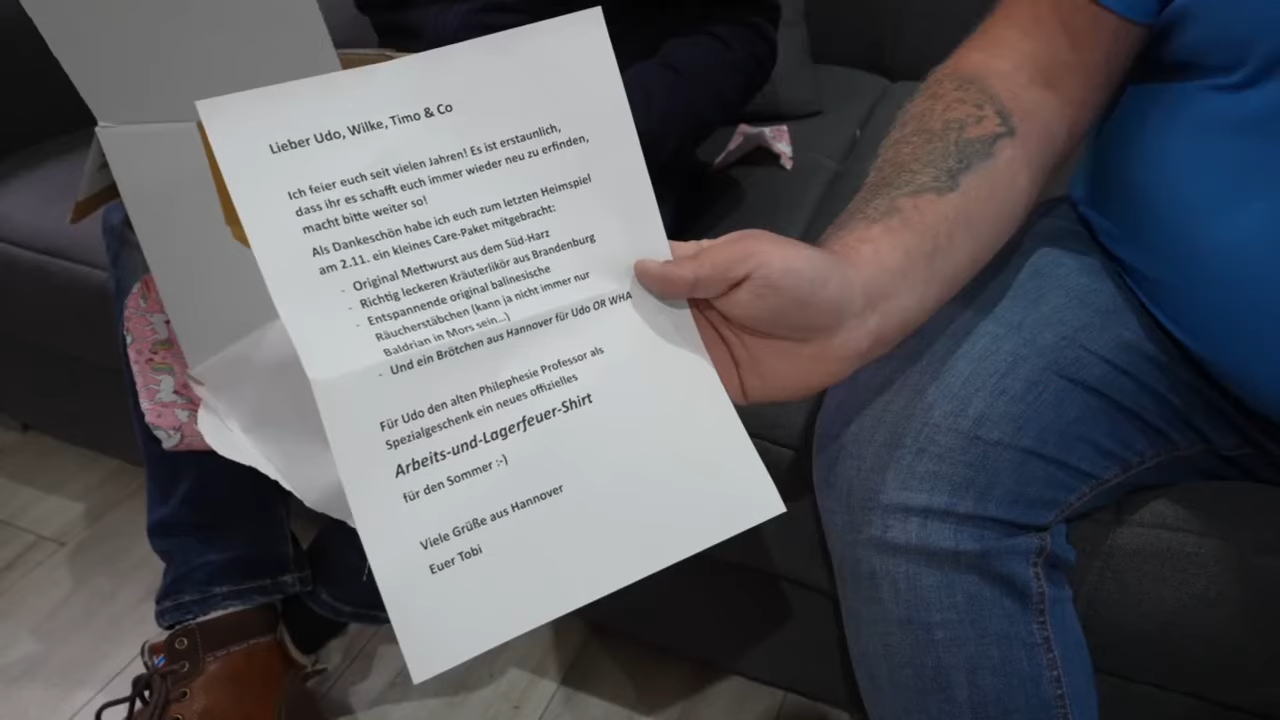 Lieber Udo, Wilke, Timo & Co
Ich feier euch seit vielen Jahren! Es ist erstaunlich,
dass ihr es schafft euch immer wieder neu zu erfinden,
macht bitte weiter so!
Als Dankeschön habe ich euch zum letzten Heimspiel
am 2.11. ein kleines Care-Paket mitgebracht:
- Original Mettwurst aus dem Süd-Harz
- Richtig leckeren Kräuterlikör aus Brandenburg
- Entspannende original balinesische
Räucherstäbchen (kann ja nicht immer nur
Baldrian in Mors sein...)
- Und ein Brötchen aus Hannover für Udo OR WHA
Für Udo den alten Philephesie Professor als
Spezialgeschenk ein neues offizielles
Arbeits-und-Lagerfeuer-Shirt
für den Sommer :-)
Viele Grüße aus Hannover
Euer Tobi